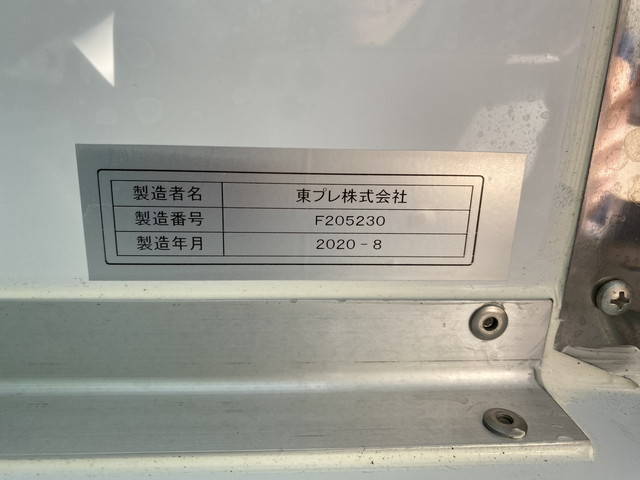 製造者名 東プレ株式会社
製造番号 F205230
製造年月 2020-8